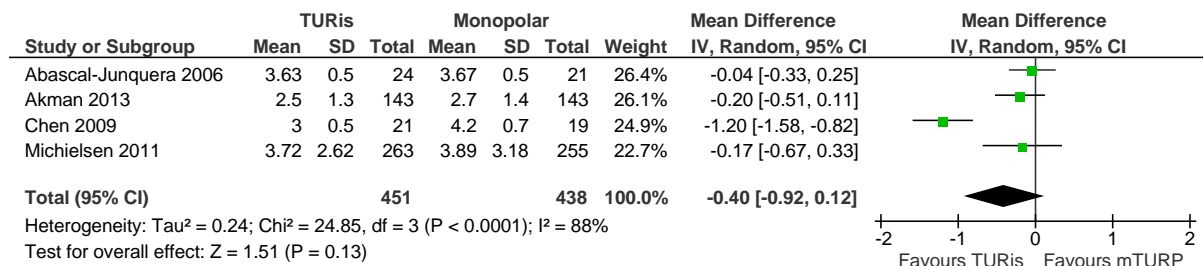 TURis Monopolar Mean Difference Mean Difference
Study or Subgroup Mean SD Total Mean SD Total Weight IV, Random, 95% CI IV, Random, 95% CI
Abascal-Junquera 2006 3.63 0.5 24 3.67 0.5 21 26.4% -0.04 [-0.33, 0.25]
Akman 2013 2.5 1.3 143 2.7 1.4 143 26.1% -0.20 [-0.51, 0.11]
Chen 2009 3 0.5 21 4.2 0.7 19 24.9% -1.20 [-1.58, -0.82]
Michielsen 2011 3.72 2.62 263 3.89 3.18 255 22.7% -0.17 [-0.67, 0.33]
Total (95% CI) 451 438 100.0% -0.40 [-0.92, 0.12]
Heterogeneity: Tau² = 0.24; Chi² = 24.85, df = 3 (P < 0.0001); I² = 88%
Test for overall effect: Z = 1.51 (P = 0.13)
-2 -1 0 1 2
Favours TURis Favours mTURP